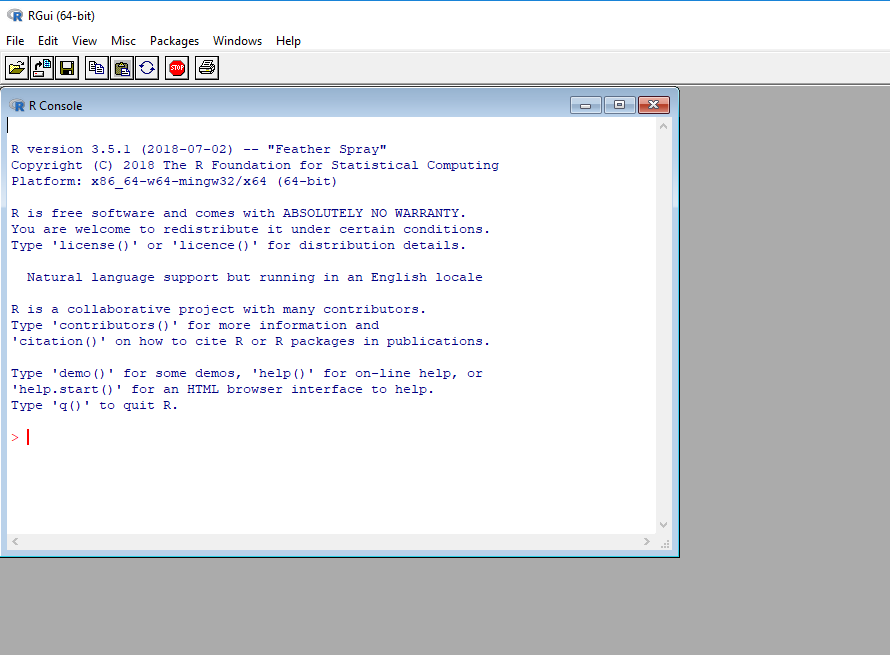 RGui (64-bit)
File Edit View Misc Packages Windows Help
STOP
R Console
R version 3.5.1 (2018-07-02) -- "Feather Spray"
Copyright (C) 2018 The R Foundation for Statistical Computing
Platform: x86_64-w64-mingw32/x64 (64-bit)
R is free software and comes with ABSOLUTELY NO WARRANTY.
You are welcome to redistribute it under certain conditions.
Type 'license()' or 'licence()' for distribution details.
Natural language support but running in an English locale
R is a collaborative project with many contributors.
Type 'contributors()' for more information and
'citation()' on how to cite R or R packages in publications.
Type 'demo()' for some demos, 'help()' for on-line help, or
'help.start()' for an HTML browser interface to help.
Type 'q()' to quit R.
>